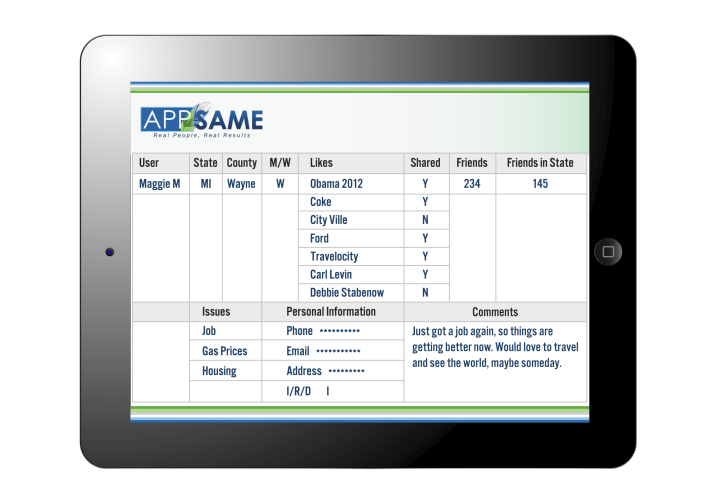 APPSAME
Real People, Real Results
User State County M/W Likes Shared Friends Friends in State
Maggie M MI Wayne W Obama 2012 Y 234 145
Coke Y
City Ville N
Ford Y
Travelocity Y
Carl Levin Y
Debbie Stabenow N
Issues Personal Information Comments
Job Phone ********** Just got a job again, so things are
Gas Prices Email *********** getting better now. Would love to travel
Housing Address ********* and see the world, maybe someday.
I/R/D I